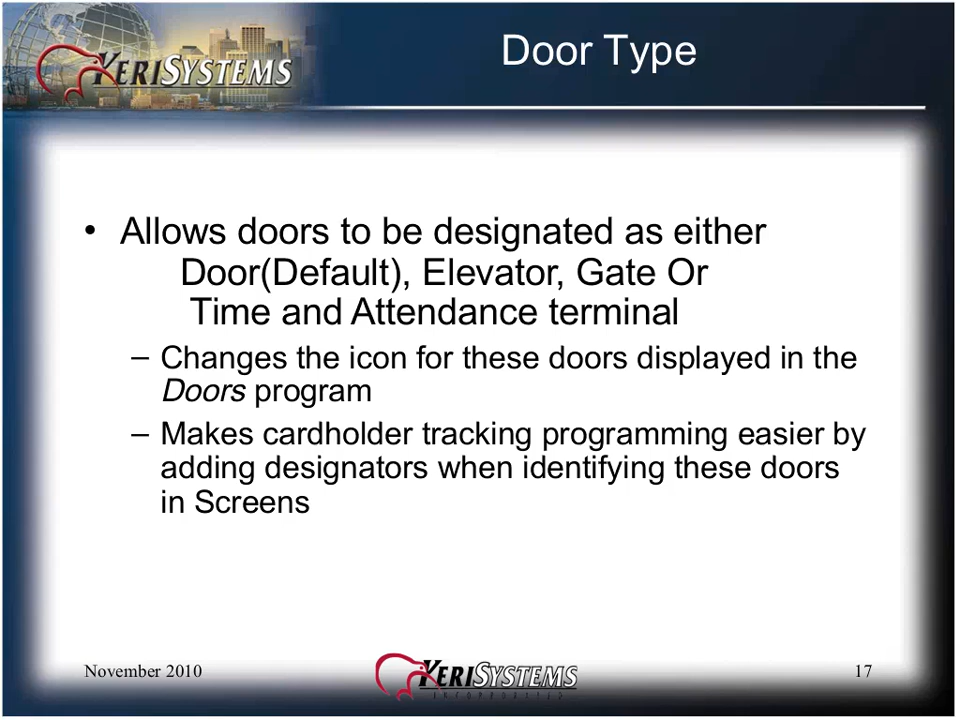 KERISYSTEMS
Door Type
• Allows doors to be designated as either
Door(Default), Elevator, Gate Or
Time and Attendance terminal
– Changes the icon for these doors displayed in the
Doors program
– Makes cardholder tracking programming easier by
adding designators when identifying these doors
in Screens
November 2010
KERISYSTEMS
INCORPORATED
17